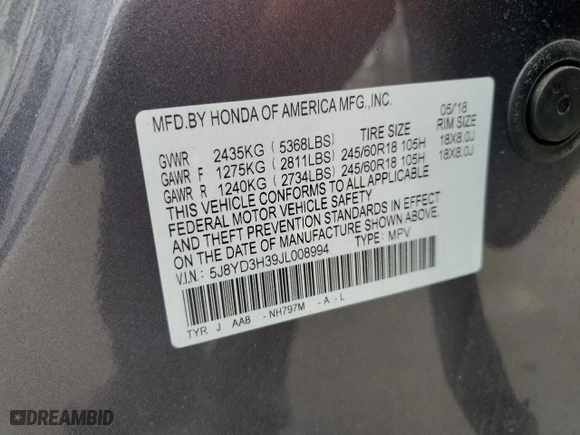 MFD.BY HONDA OF AMERICA MFG.,INC. 05/18
GVWR 2435KG ( 5368LBS) TIRE SIZE RIM SIZE
GAWR F 1275KG ( 2811LBS) 245/60R18 105H 18X8.0J
GAWR R 1240KG ( 2734LBS) 245/60R18 105H 18X8.0J
THIS VEHICLE CONFORMS TO ALL APPLICABLE
FEDERAL MOTOR VEHICLE SAFETY
AND THEFT PREVENTION STANDARDS IN EFFECT
ON THE DATE OF MANUFACTURE SHOWN ABOVE.
V.I.N.: 5J8YD3H39JL008994 TYPE: MPV
TYR J AA8 - NH797M - A - L
DREAMBID